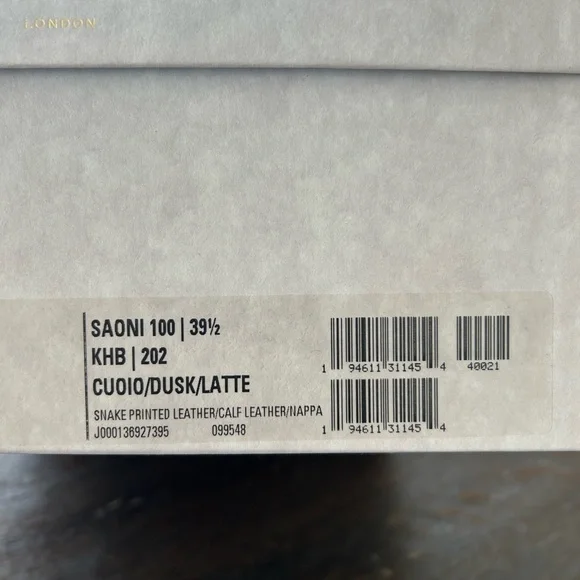 LONDON
SAONI 100 | 39½
KHB | 202
CUOIO/DUSK/LATTE
SNAKE PRINTED LEATHER/CALF LEATHER/NAPPA
J000136927395 099548
1 94611 31145 4 40021
1 94611 31145 4